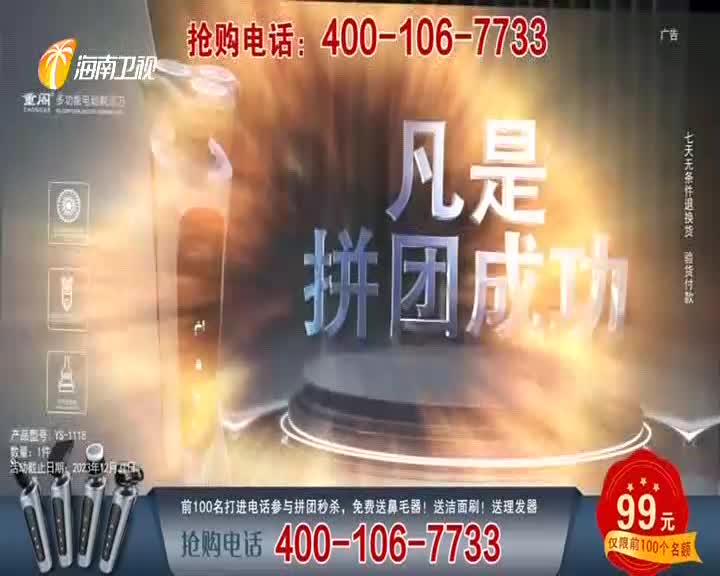 抢购电话：400-106-7733
广告
海南卫视
多功能电动剃须刀
凡是
拼团成功
七天无条件退换货 验货付款
产品型号：YS-1118
数量：1件
活动截止日期：2023年12月31日
前100名打进电话参与拼团秒杀，免费送鼻毛器！送洁面刷！送理发器
抢购电话 400-106-7733
99元
仅限前100个名额